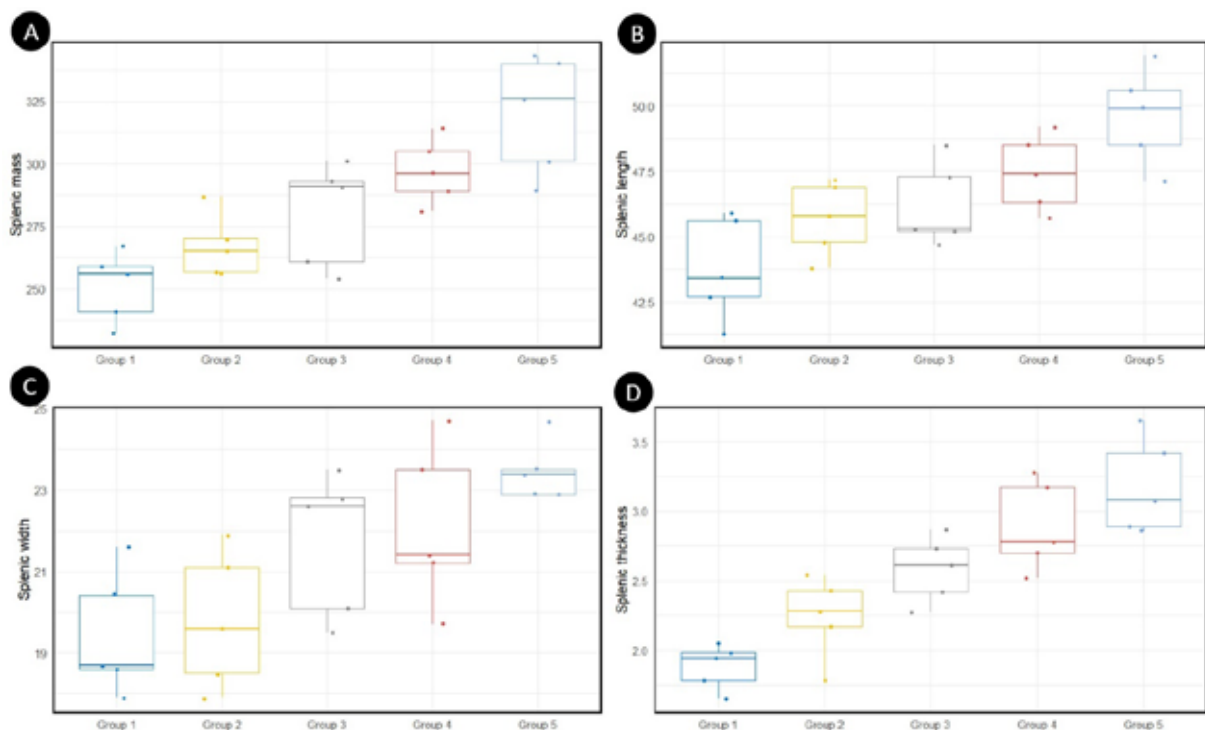 A
Splenic mass
325
300
275
250
Group 1 Group 2 Group 3 Group 4 Group 5
B
Splenic length
50.0
47.5
45.0
42.5
Group 1 Group 2 Group 3 Group 4 Group 5
C
Splenic width
25
23
21
19
Group 1 Group 2 Group 3 Group 4 Group 5
D
Splenic thickness
3.5
3.0
2.5
2.0
Group 1 Group 2 Group 3 Group 4 Group 5